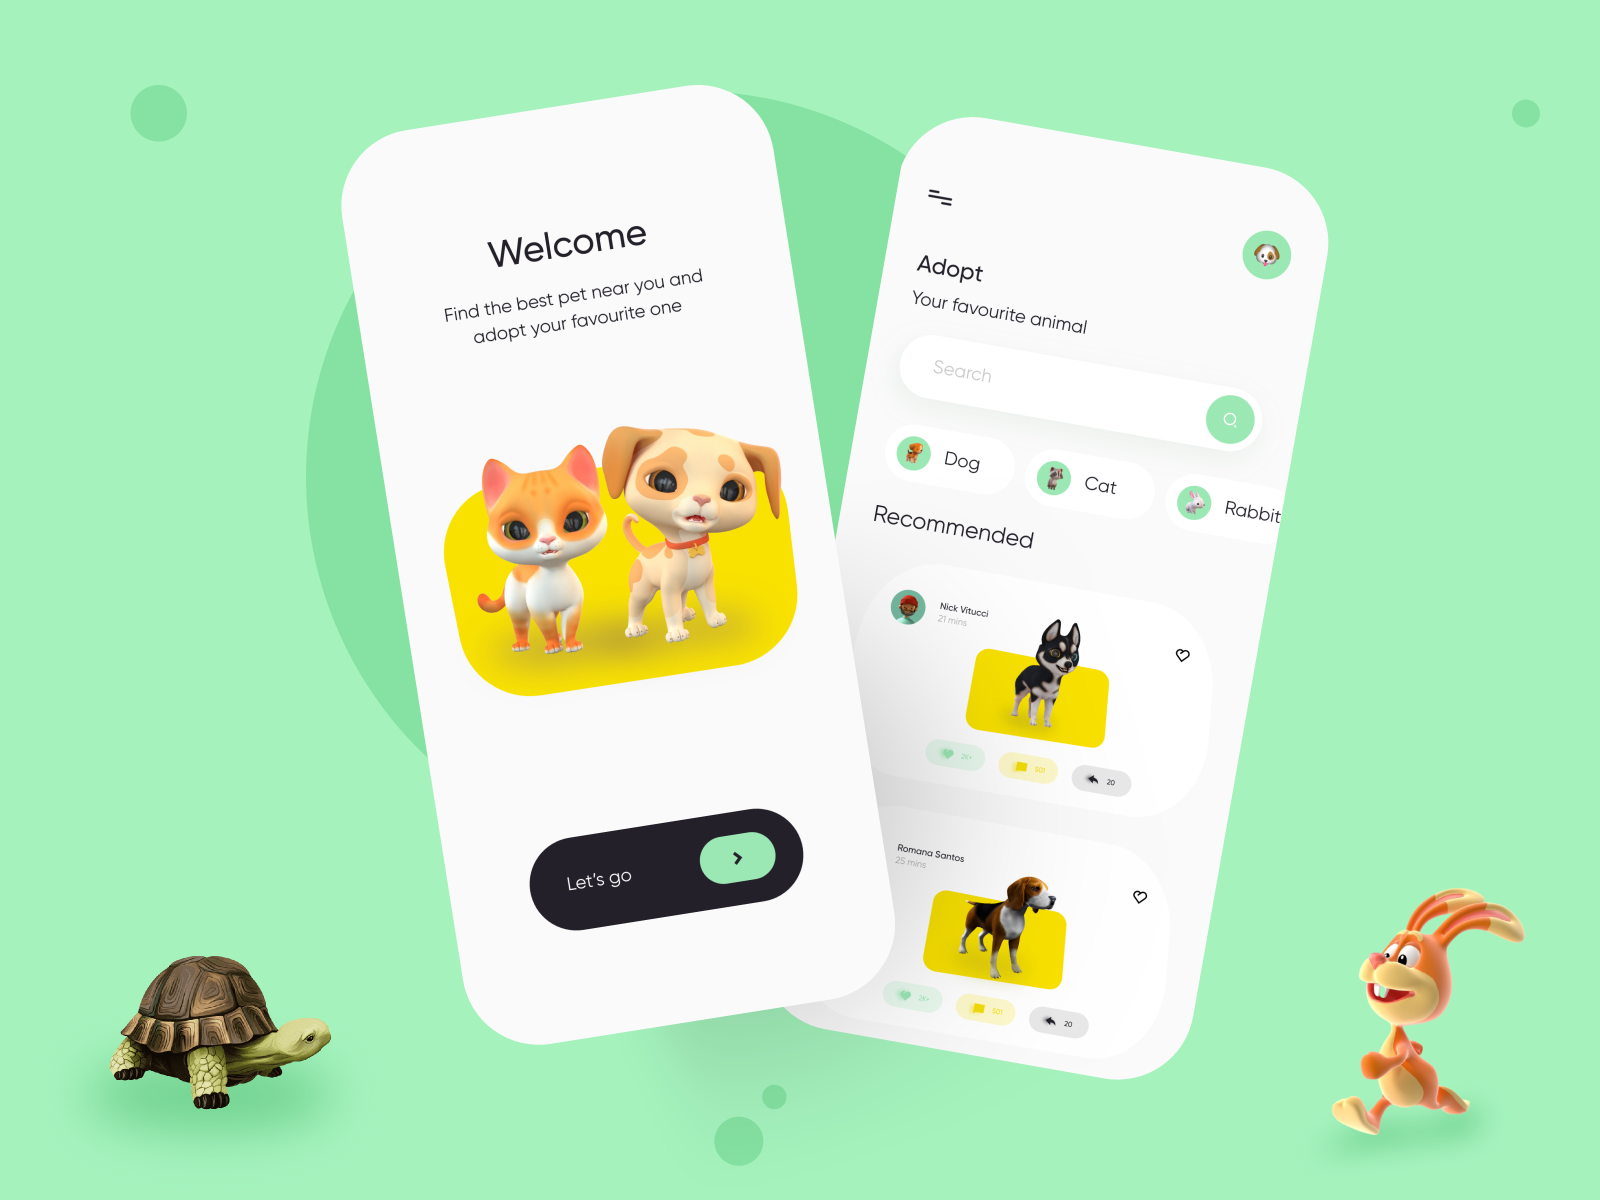 Welcome
Find the best pet near you and
adopt your favourite one
Let's go
Adopt
Your favourite animal
Search
Dog
Cat
Rabbit
Recommended
Nick Vitucci
21 mins
2K+
501
20
Romana Santos
25 mins
2K+
501
20